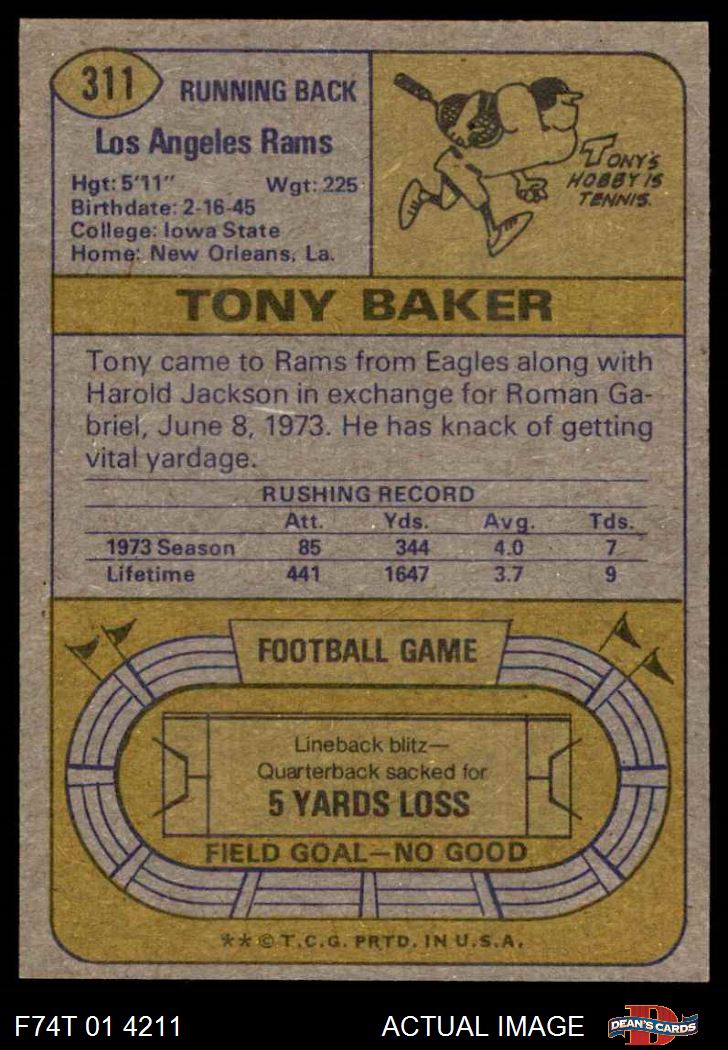 311
RUNNING BACK
Los Angeles Rams
Hgt: 5'11" Wgt: 225
Birthdate: 2-16-45
College: Iowa State
Home: New Orleans, La.
TONY'S
HOBBY IS
TENNIS.
TONY BAKER
Tony came to Rams from Eagles along with
Harold Jackson in exchange for Roman Ga-
briel, June 8, 1973. He has knack of getting
vital yardage.
RUSHING RECORD
Att. Yds. Avg. Tds.
1973 Season 85 344 4.0 7
Lifetime 441 1647 3.7 9
FOOTBALL GAME
Lineback blitz—
Quarterback sacked for
5 YARDS LOSS
FIELD GOAL—NO GOOD
** © T.C.G. PRTD. IN U.S.A.
F74T 01 4211 ACTUAL IMAGE
D
DEAN'S CARDS